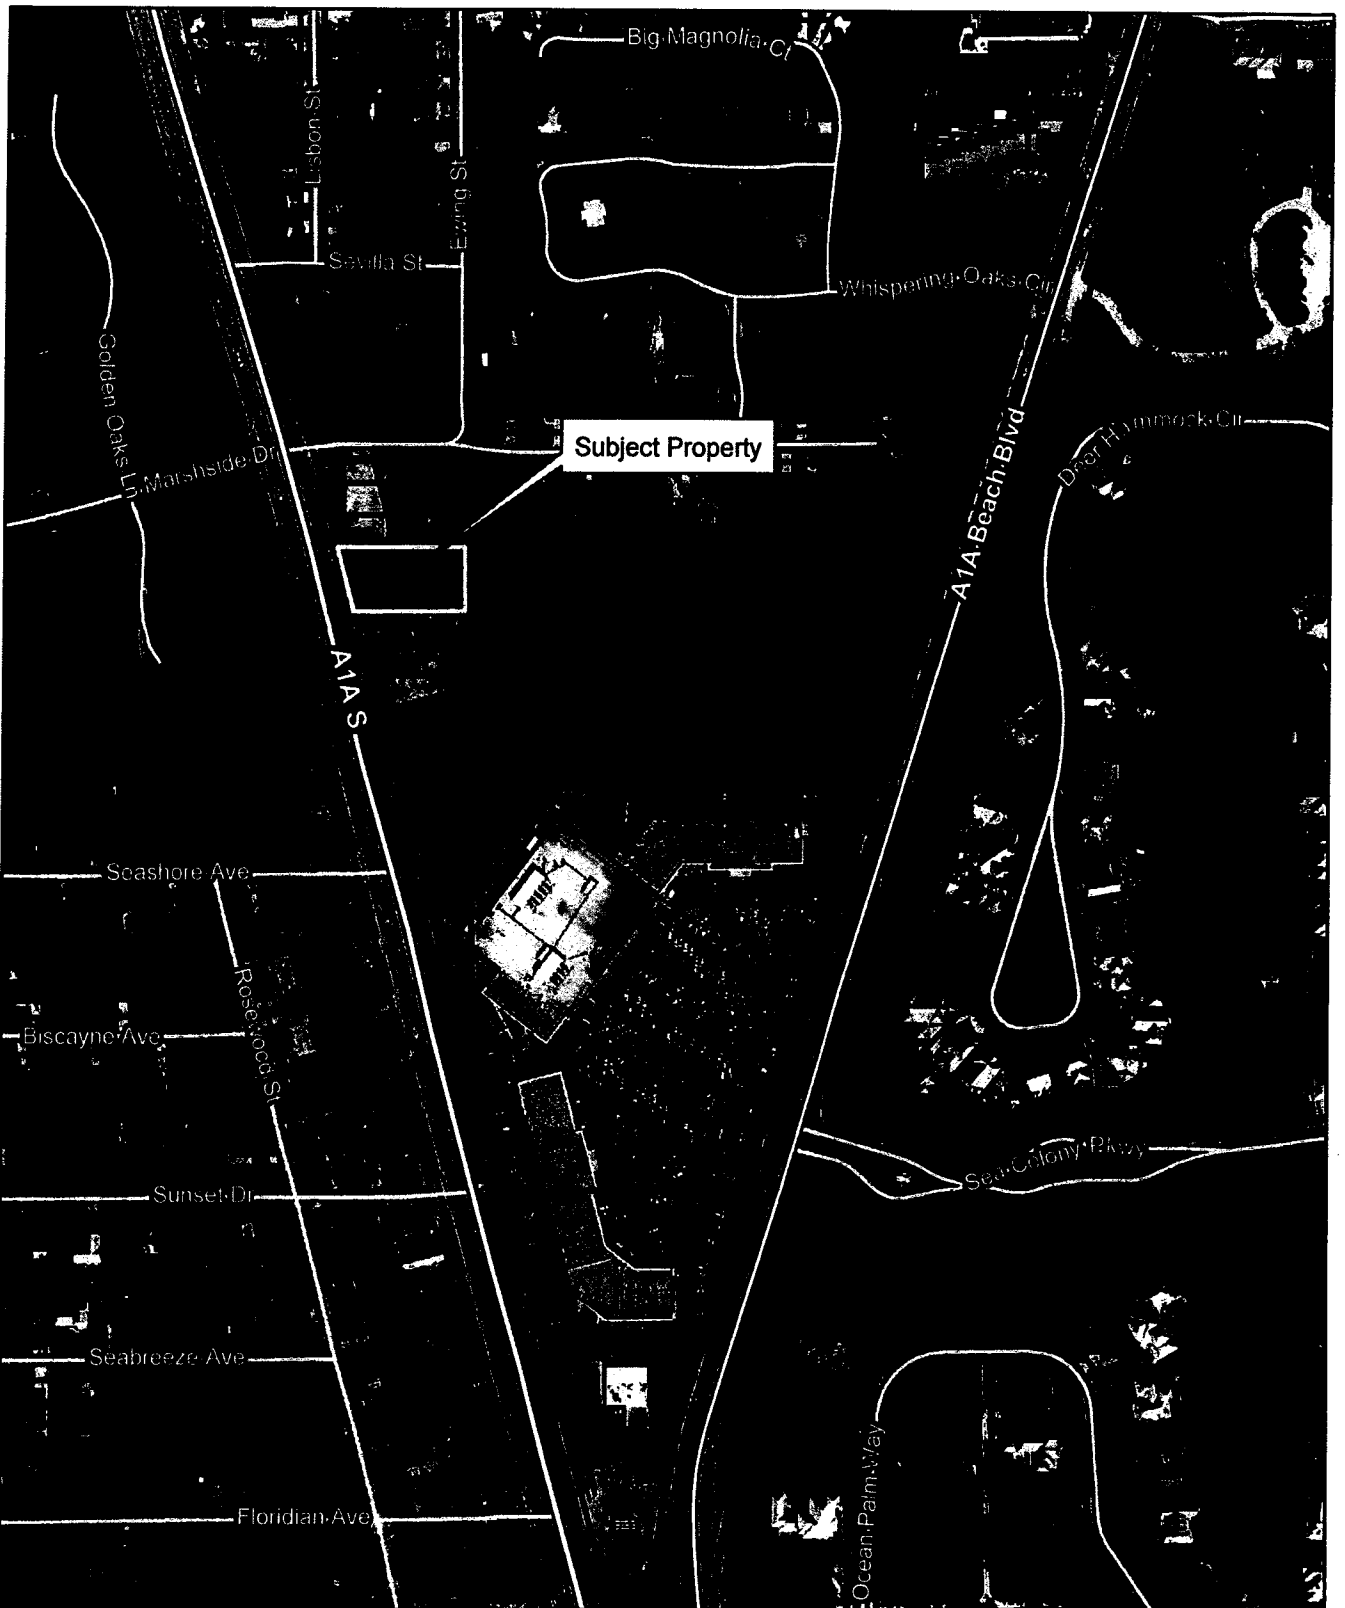 Big Magnolia Ct
Lisbon St
Ewing St
Sevilla St
Whispering Oaks Cir
Golden Oaks Ln
Marshside Dr
Subject Property
A1A Beach Blvd
Deer Hammock Cir
A1A S
Seashore Ave
Rosewood St
Biscayne Ave
Sea Colony Pkwy
Sunset Dr
Seabreeze Ave
Ocean Palm Way
Floridian Ave